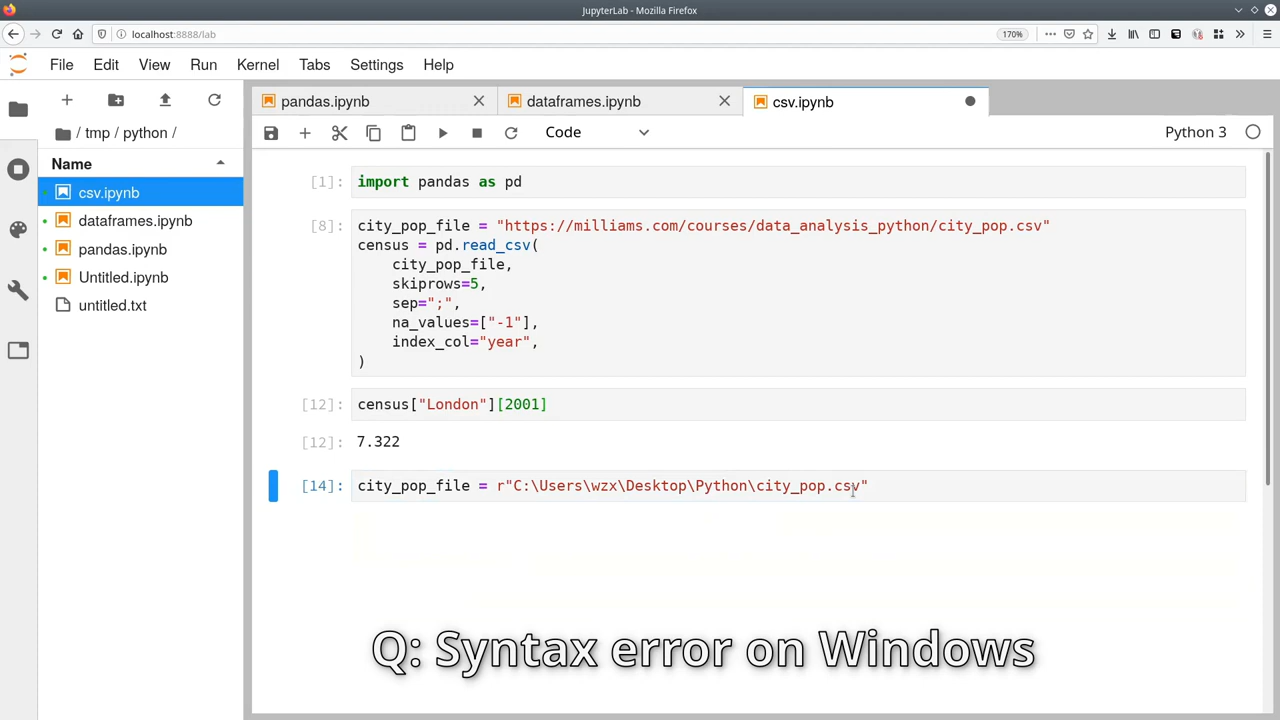 JupyterLab - Mozilla Firefox
localhost:8888/lab
170%
File Edit View Run Kernel Tabs Settings Help
/ tmp / python /
Name
csv.ipynb
dataframes.ipynb
pandas.ipynb
Untitled.ipynb
untitled.txt
pandas.ipynb
dataframes.ipynb
csv.ipynb
Code
Python 3
[1]: import pandas as pd
[8]: city_pop_file = "https://milliams.com/courses/data_analysis_python/city_pop.csv"
census = pd.read_csv(
    city_pop_file,
    skiprows=5,
    sep=";",
    na_values=["-1"],
    index_col="year",
)
[12]: census["London"][2001]
[12]: 7.322
[14]: city_pop_file = r"C:\Users\wzx\Desktop\Python\city_pop.csv"
Q: Syntax error on Windows